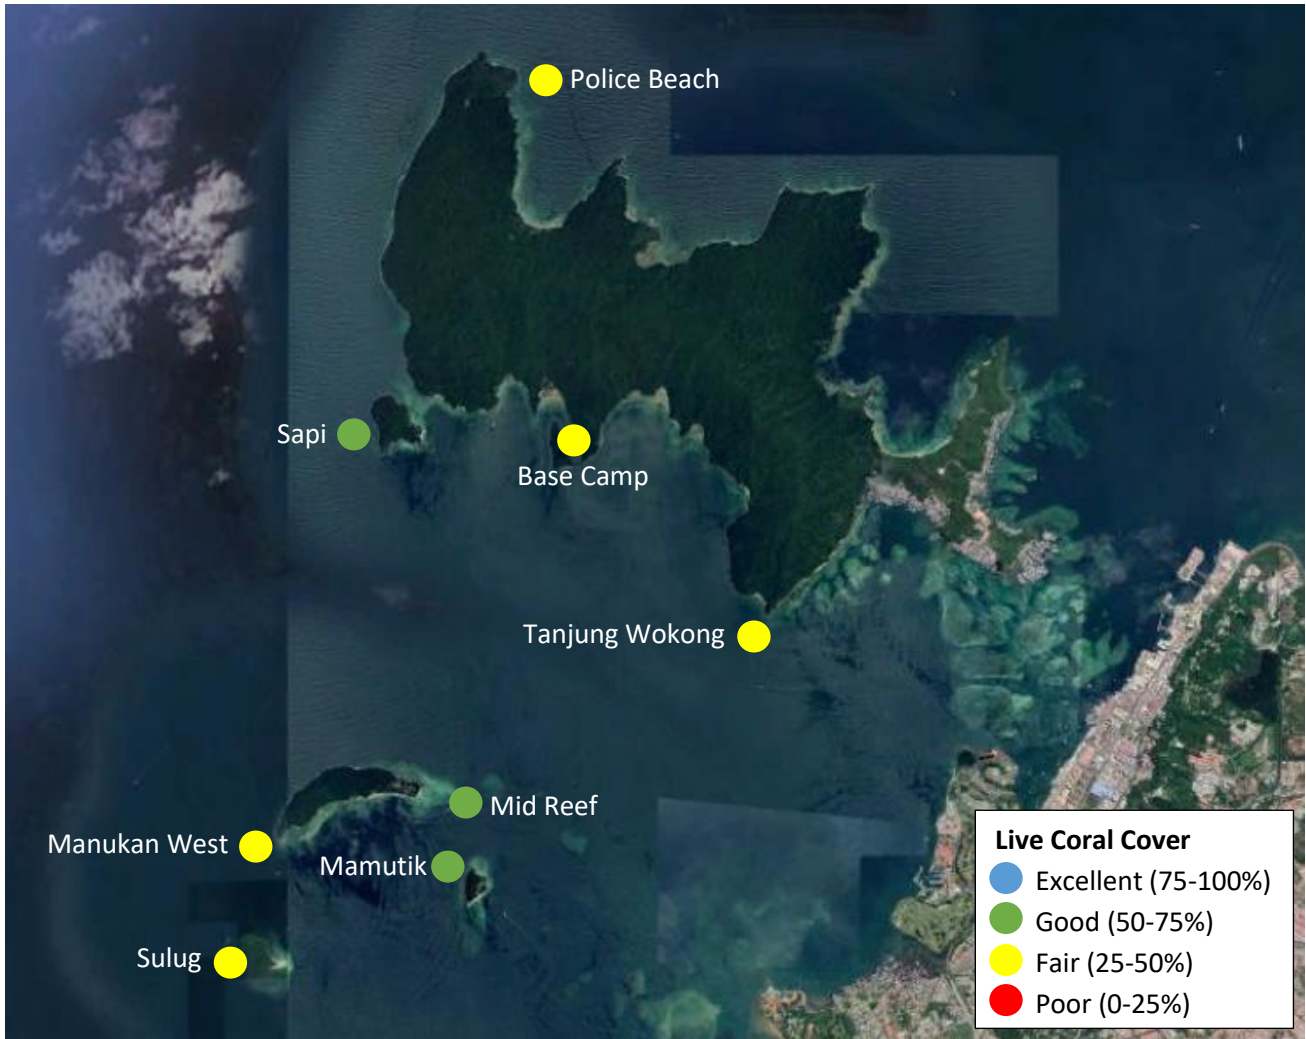 Police Beach
Sapi
Base Camp
Tanjung Wokong
Mid Reef
Manukan West
Mamutik
Sulug
Live Coral Cover
Excellent (75-100%)
Good (50-75%)
Fair (25-50%)
Poor (0-25%)